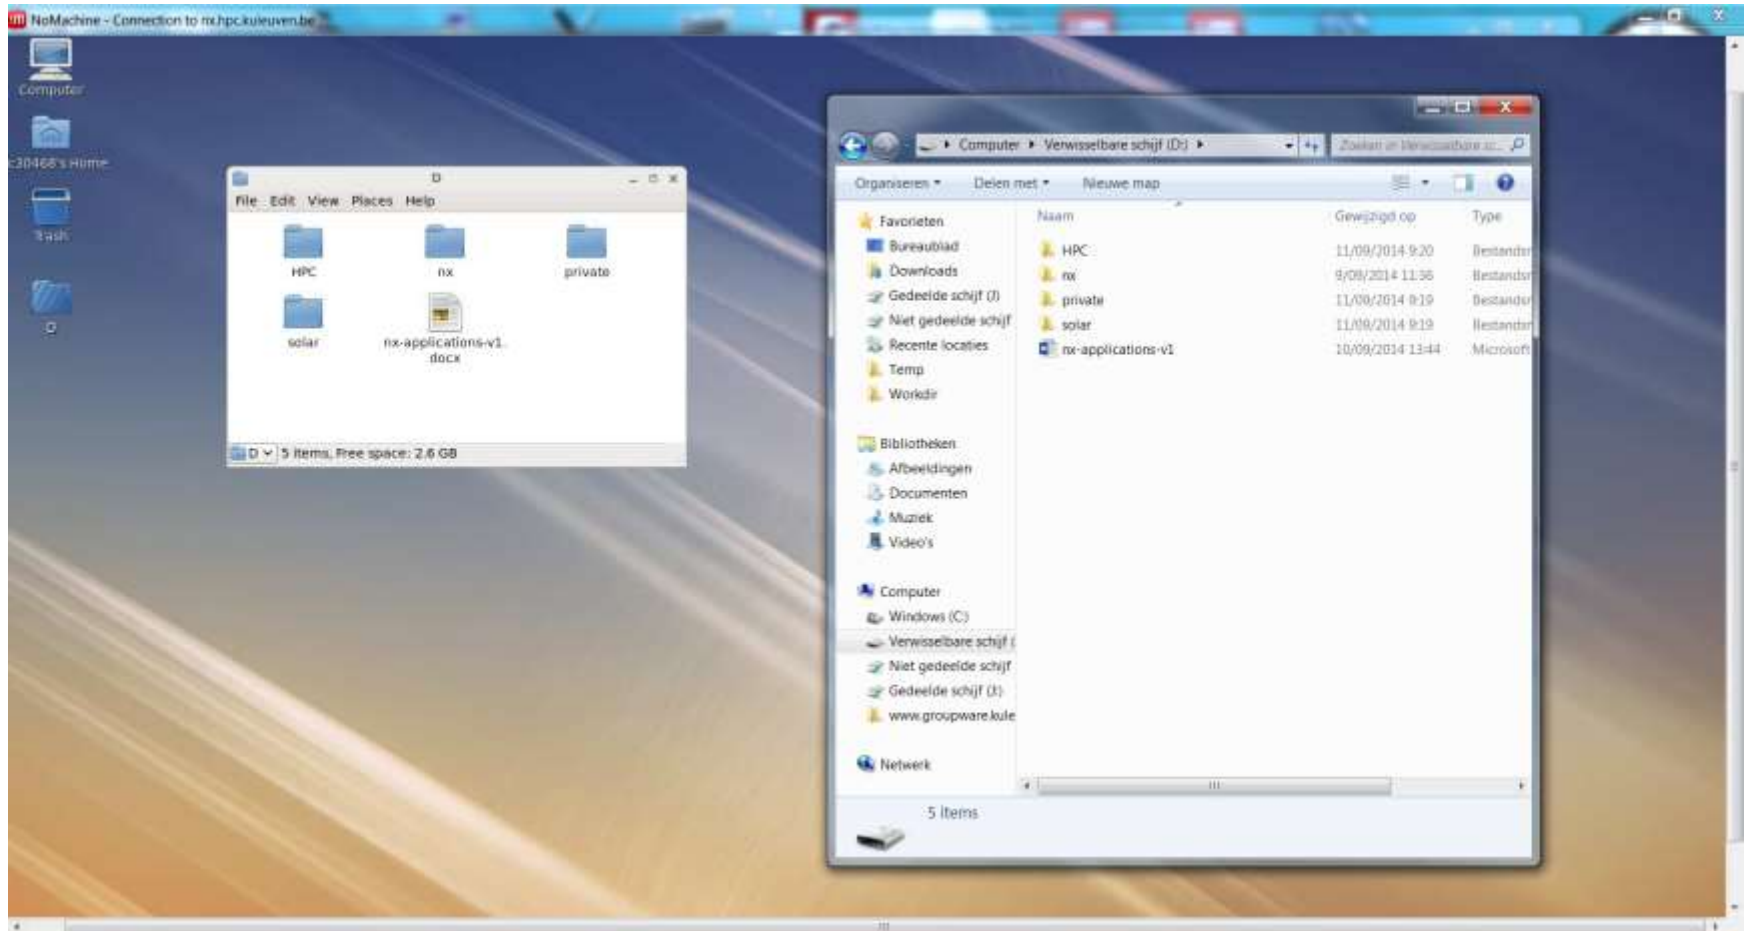 NoMachine - Connection to nx.hpc.kuleuven.be
Computer
c30468's Home
Trash
D
D
File Edit View Places Help
HPC nx private
solar nx-applications-v1.
docx
D 5 items, Free space: 2.6 GB
Computer Verwisselbare schijf (D:)
Organiseren Delen met Nieuwe map
Naam Gewijzigd op Type
HPC 11/09/2014 9:20
nx 9/09/2014 11:36
private 11/09/2014 9:19
solar 11/09/2014 9:19
nx-applications-v1 10/09/2014 13:44 Microsoft
Favorieten
Bureaublad
Downloads
Gedeelde schijf (J)
Niet gedeelde schijf
Recente locaties
Temp
Workdir
Bibliotheken
Afbeeldingen
Documenten
Muziek
Video's
Computer
Windows (C:)
Verwisselbare schijf (
Niet gedeelde schijf
Gedeelde schijf (J:)
www.groupware.kule
Netwerk
5 items